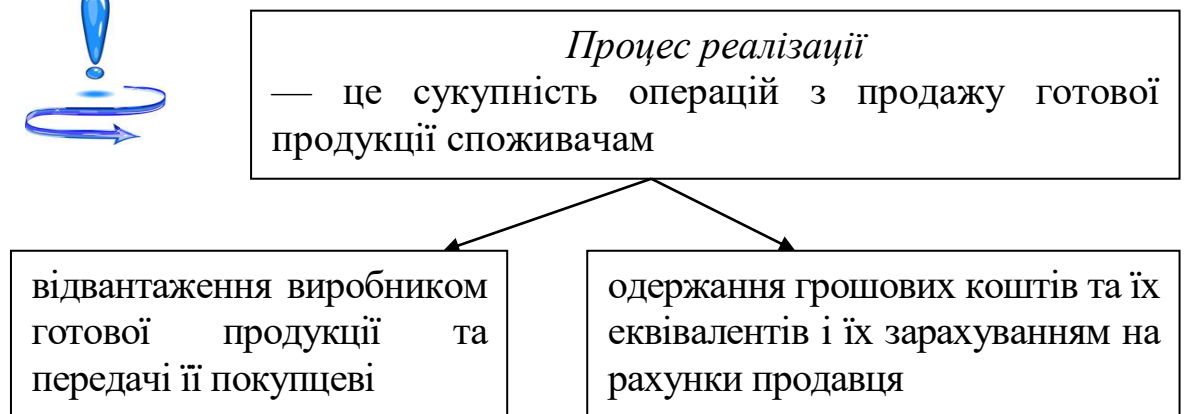 Процес реалізації
— це сукупність операцій з продажу готової
продукції споживачам
відвантаження виробником
готової продукції та
передачі її покупцеві
одержання грошових коштів та їх
еквівалентів і їх зарахуванням на
рахунки продавця